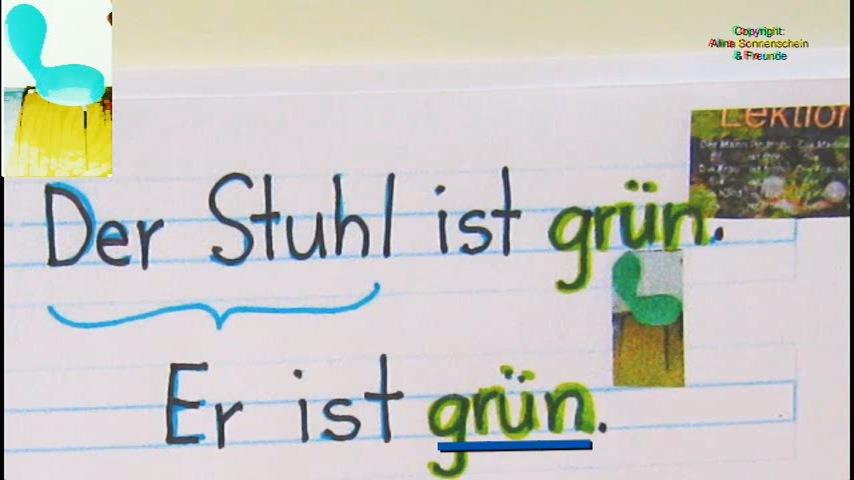 Copyright:
Alina Sonnenschein
& Freunde
Lektion
Der Stuhl ist grün.
Er ist grün.